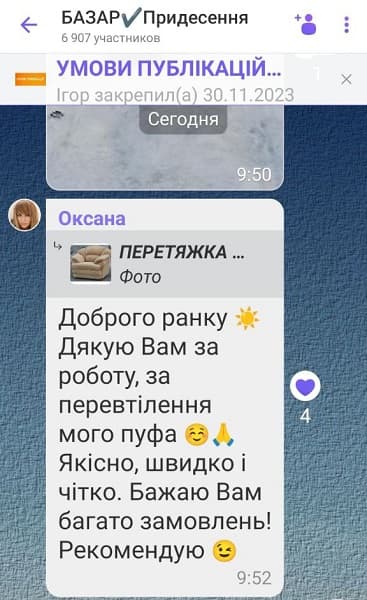 БАЗАР✔Придесення
6 907 участников
УМОВИ ПУБЛІКАЦІЙ...
Ігор закрепил(а) 30.11.2023
Сегодня
9:50
Оксана
ПЕРЕТЯЖКА ...
Фото
Доброго ранку ☀️
Дякую Вам за
роботу, за
перевтілення
мого пуфа ☺️🙏
Якісно, швидко і
чітко. Бажаю Вам
багато замовлень!
Рекомендую 😉
4
9:52